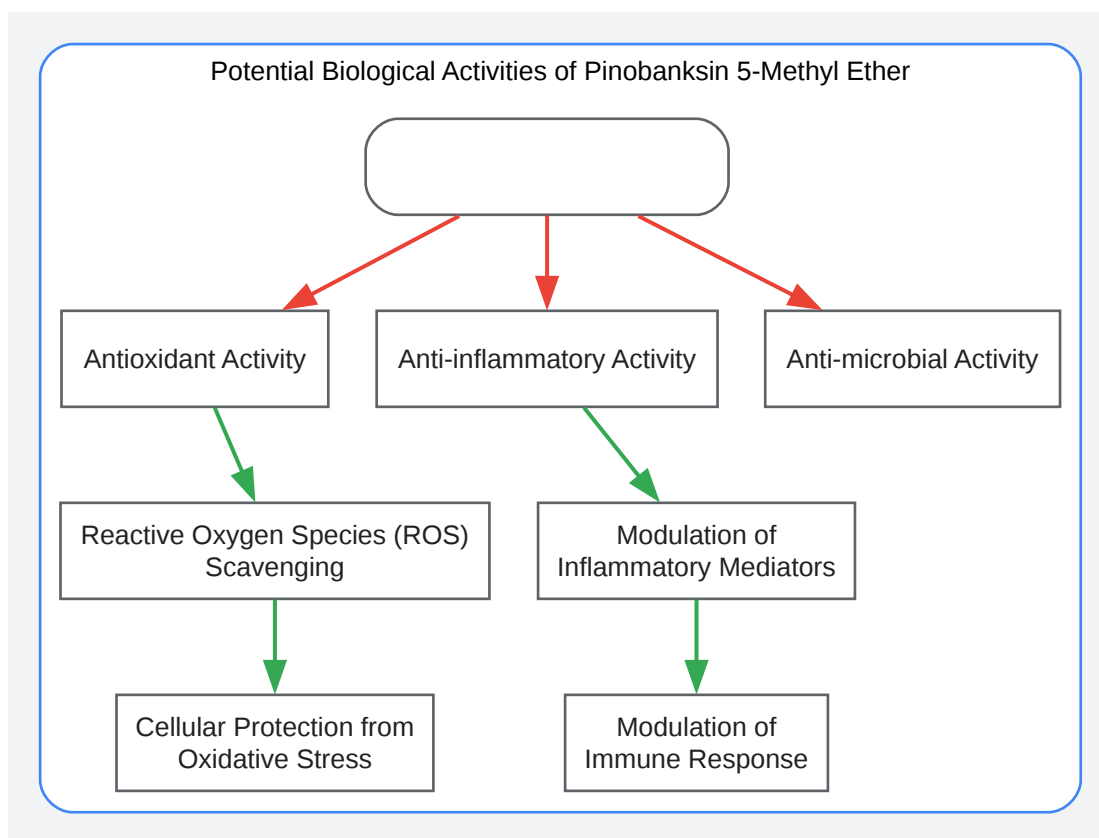 Potential Biological Activities of Pinobanksin 5-Methyl Ether
Antioxidant Activity
Anti-inflammatory Activity
Anti-microbial Activity
Reactive Oxygen Species (ROS)
Scavenging
Modulation of
Inflammatory Mediators
Cellular Protection from
Oxidative Stress
Modulation of
Immune Response